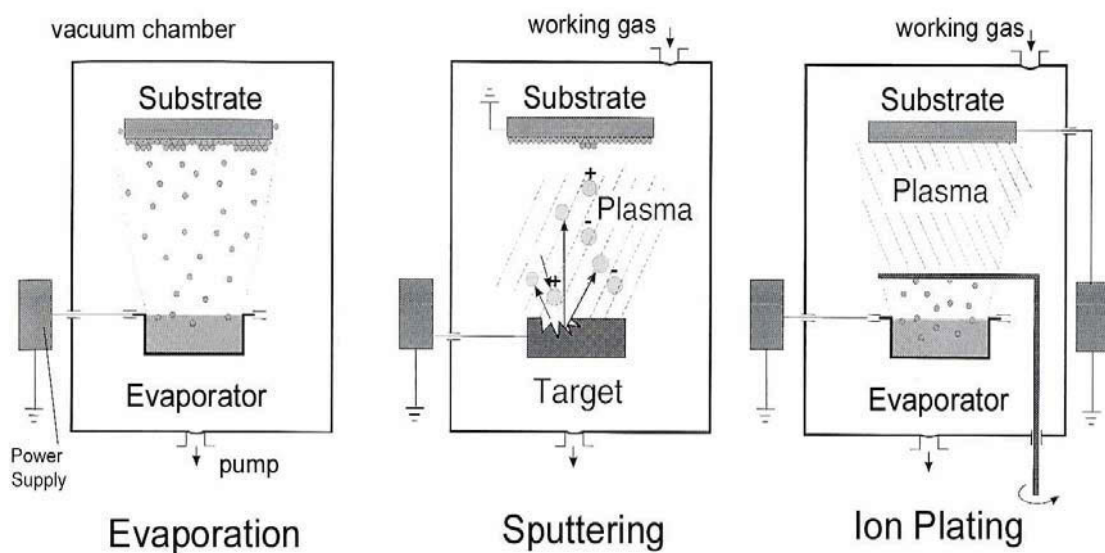 vacuum chamber
Substrate
Evaporator
Power
Supply
pump
Evaporation
working gas
Substrate
+
Plasma
-
+
-
Target
Sputtering
working gas
Substrate
Plasma
Evaporator
Ion Plating